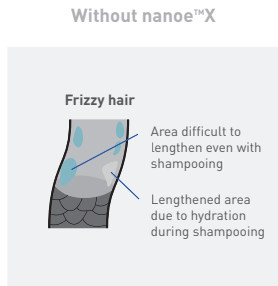 Without nanoe™X
Frizzy hair
Area difficult to
lengthen even with
shampooing
Lengthened area
due to hydration
during shampooing